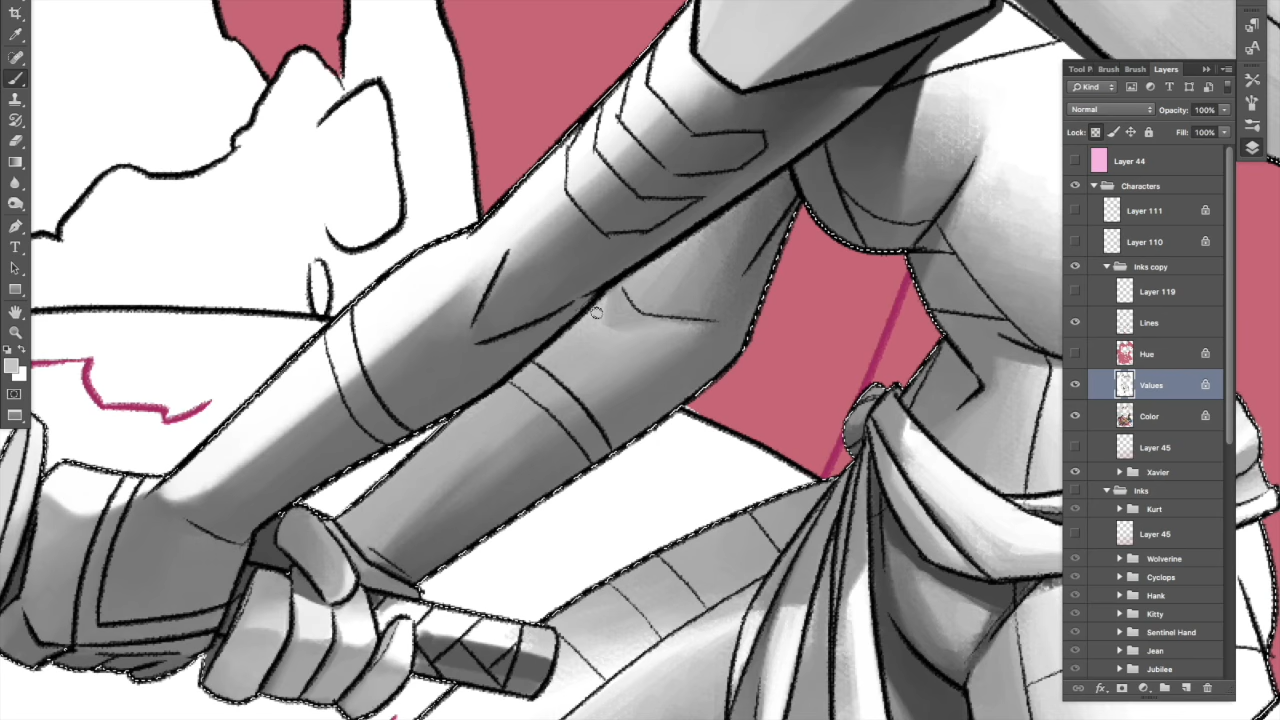 Tool P Brush Brush Layers
Kind
Normal Opacity: 100%
Lock: Fill: 100%
Layer 44
Characters
Layer 111
Layer 110
Inks copy
Layer 119
Lines
Hue
Values
Color
Layer 45
Xavier
Inks
Kurt
Layer 45
Wolverine
Cyclops
Hank
Kitty
Sentinel Hand
Jean
Jubilee
fx